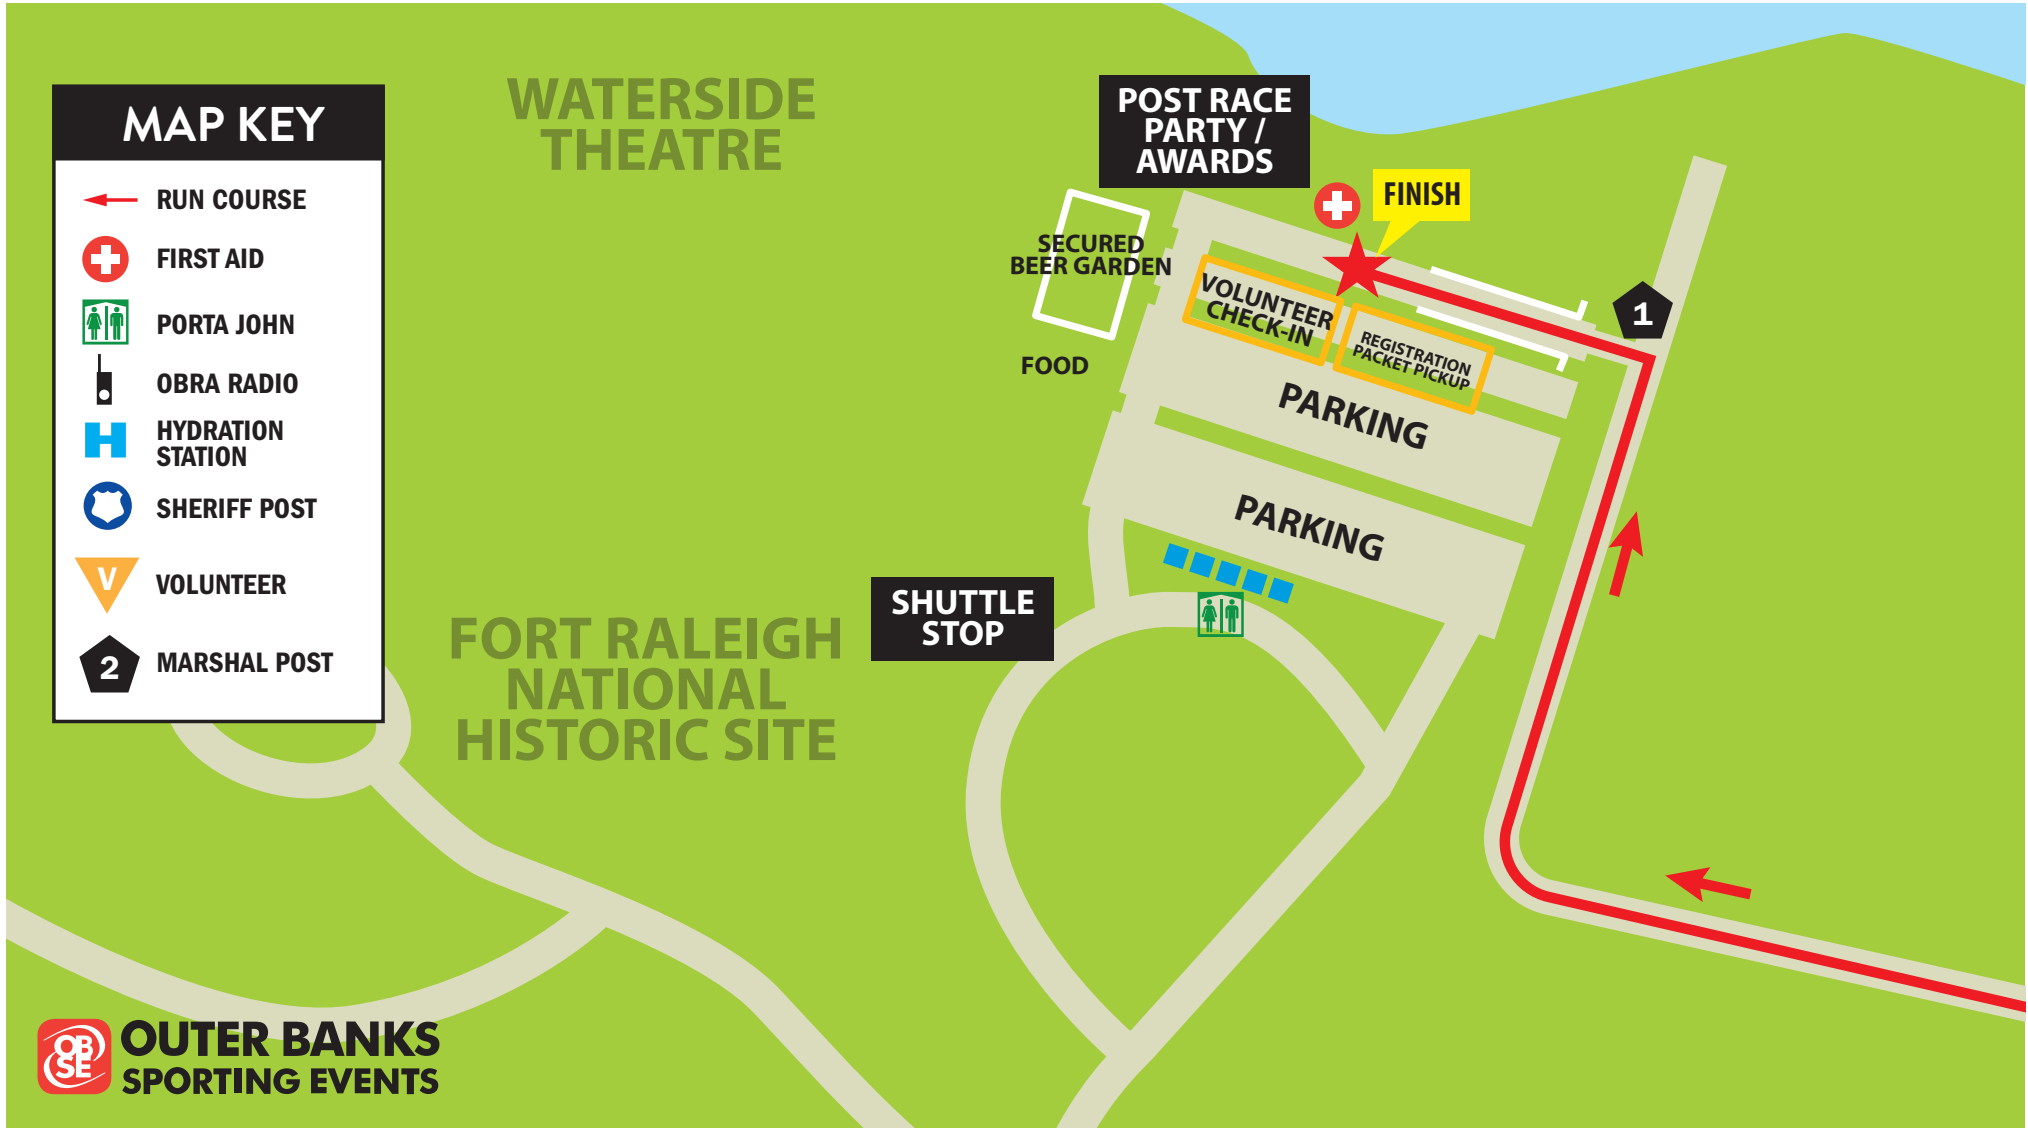 MAP KEY
RUN COURSE
FIRST AID
PORTA JOHN
OBRA RADIO
HYDRATION
STATION
SHERIFF POST
V
VOLUNTEER
2
MARSHAL POST
WATERSIDE
THEATRE
FORT RALEIGH
NATIONAL
HISTORIC SITE
POST RACE
PARTY /
AWARDS
FINISH
SECURED
BEER GARDEN
FOOD
VOLUNTEER
CHECK-IN
REGISTRATION
PACKET PICKUP
1
PARKING
PARKING
SHUTTLE
STOP
OB
SE
OUTER BANKS
SPORTING EVENTS